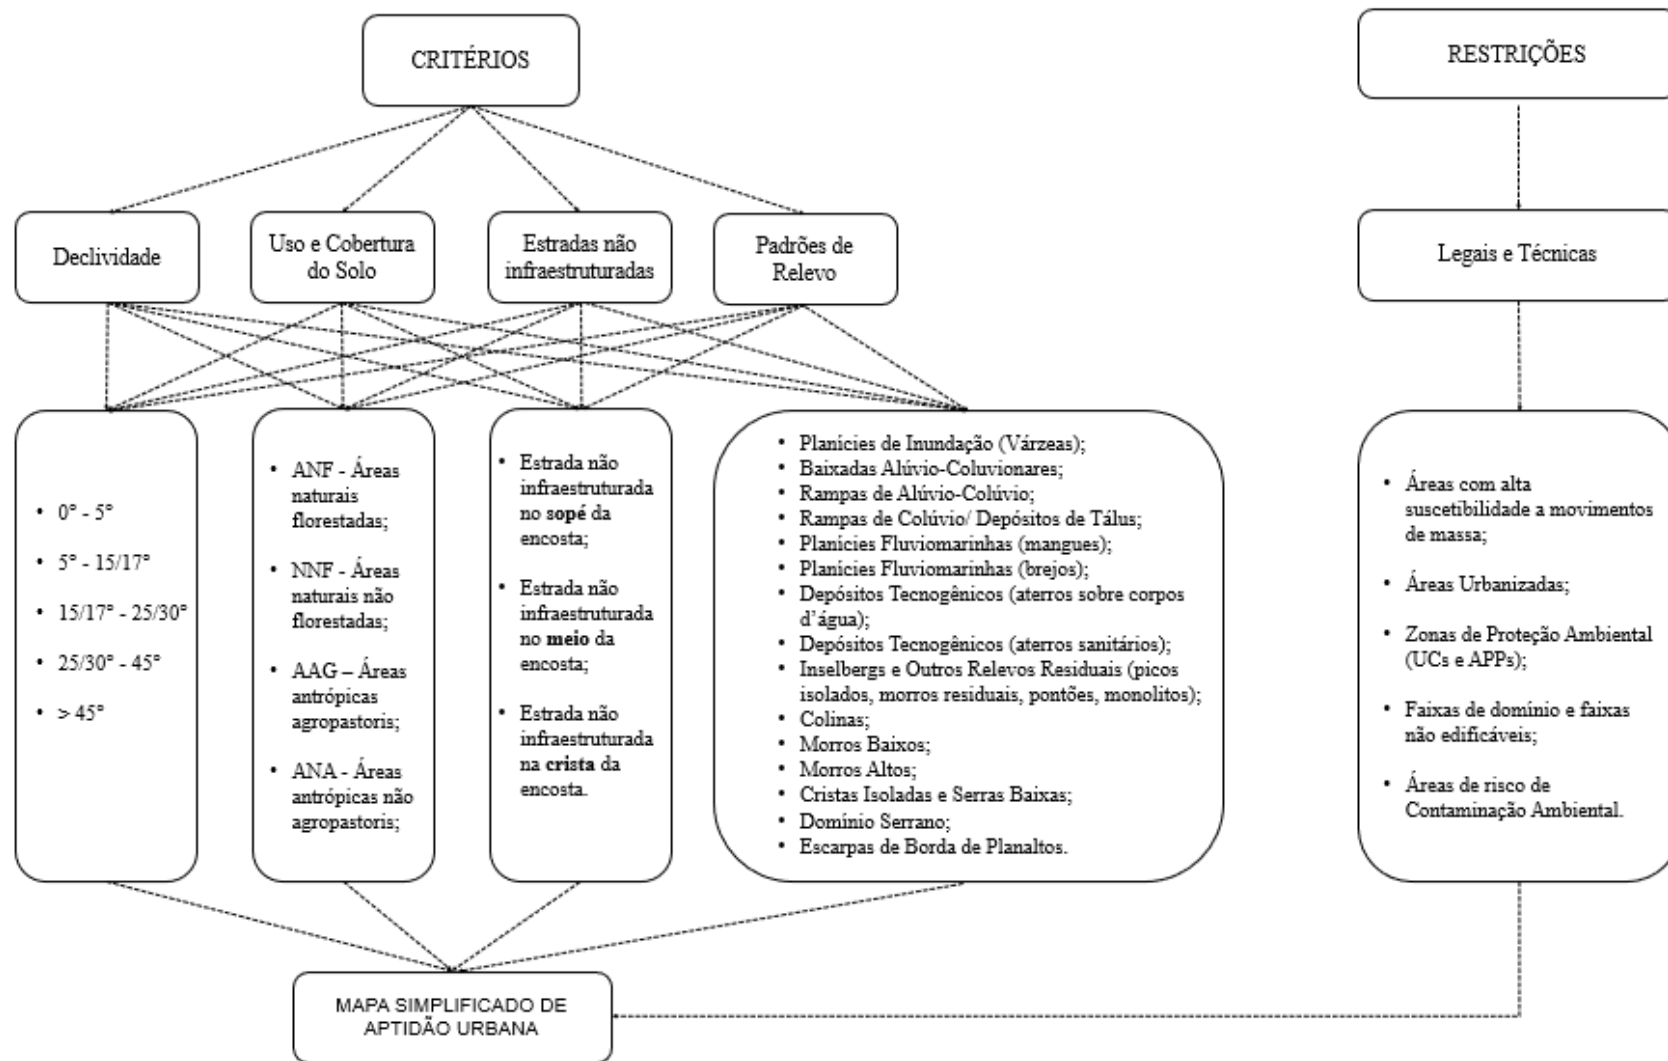 CRITÉRIOS
RESTRIÇÕES
Declividade
Uso e Cobertura
do Solo
Estradas não
infraestruturadas
Padrões de
Relevo
Legais e Técnicas
• 0° - 5°
• 5° - 15/17°
• 15/17° - 25/30°
• 25/30° - 45°
• > 45°
• ANF - Áreas
naturais
florestadas;
• NNF - Áreas
naturais não
florestadas;
• AAG – Áreas
antrópicas
agropastoris;
• ANA - Áreas
antrópicas não
agropastoris;
• Estrada não
infraestruturada
no sopé da
encosta;
• Estrada não
infraestruturada
no meio da
encosta;
• Estrada não
infraestruturada
na crista da
encosta.
• Planícies de Inundação (Várzeas);
• Baixadas Alúvio-Coluvionares;
• Rampas de Alúvio-Colúvio;
• Rampas de Colúvio/ Depósitos de Tálus;
• Planícies Fluviomarinhas (mangues);
• Planícies Fluviomarinhas (brejos);
• Depósitos Tecnogênicos (aterros sobre corpos
d’água);
• Depósitos Tecnogênicos (aterros sanitários);
• Inselbergs e Outros Relevos Residuais (picos
isolados, morros residuais, pontões, monolitos);
• Colinas;
• Morros Baixos;
• Morros Altos;
• Cristas Isoladas e Serras Baixas;
• Domínio Serrano;
• Escarpas de Borda de Planaltos.
• Áreas com alta
suscetibilidade a movimentos
de massa;
• Áreas Urbanizadas;
• Zonas de Proteção Ambiental
(UCs e APPs);
• Faixas de domínio e faixas
não edificáveis;
• Áreas de risco de
Contaminação Ambiental.
MAPA SIMPLIFICADO DE
APTIDÃO URBANA